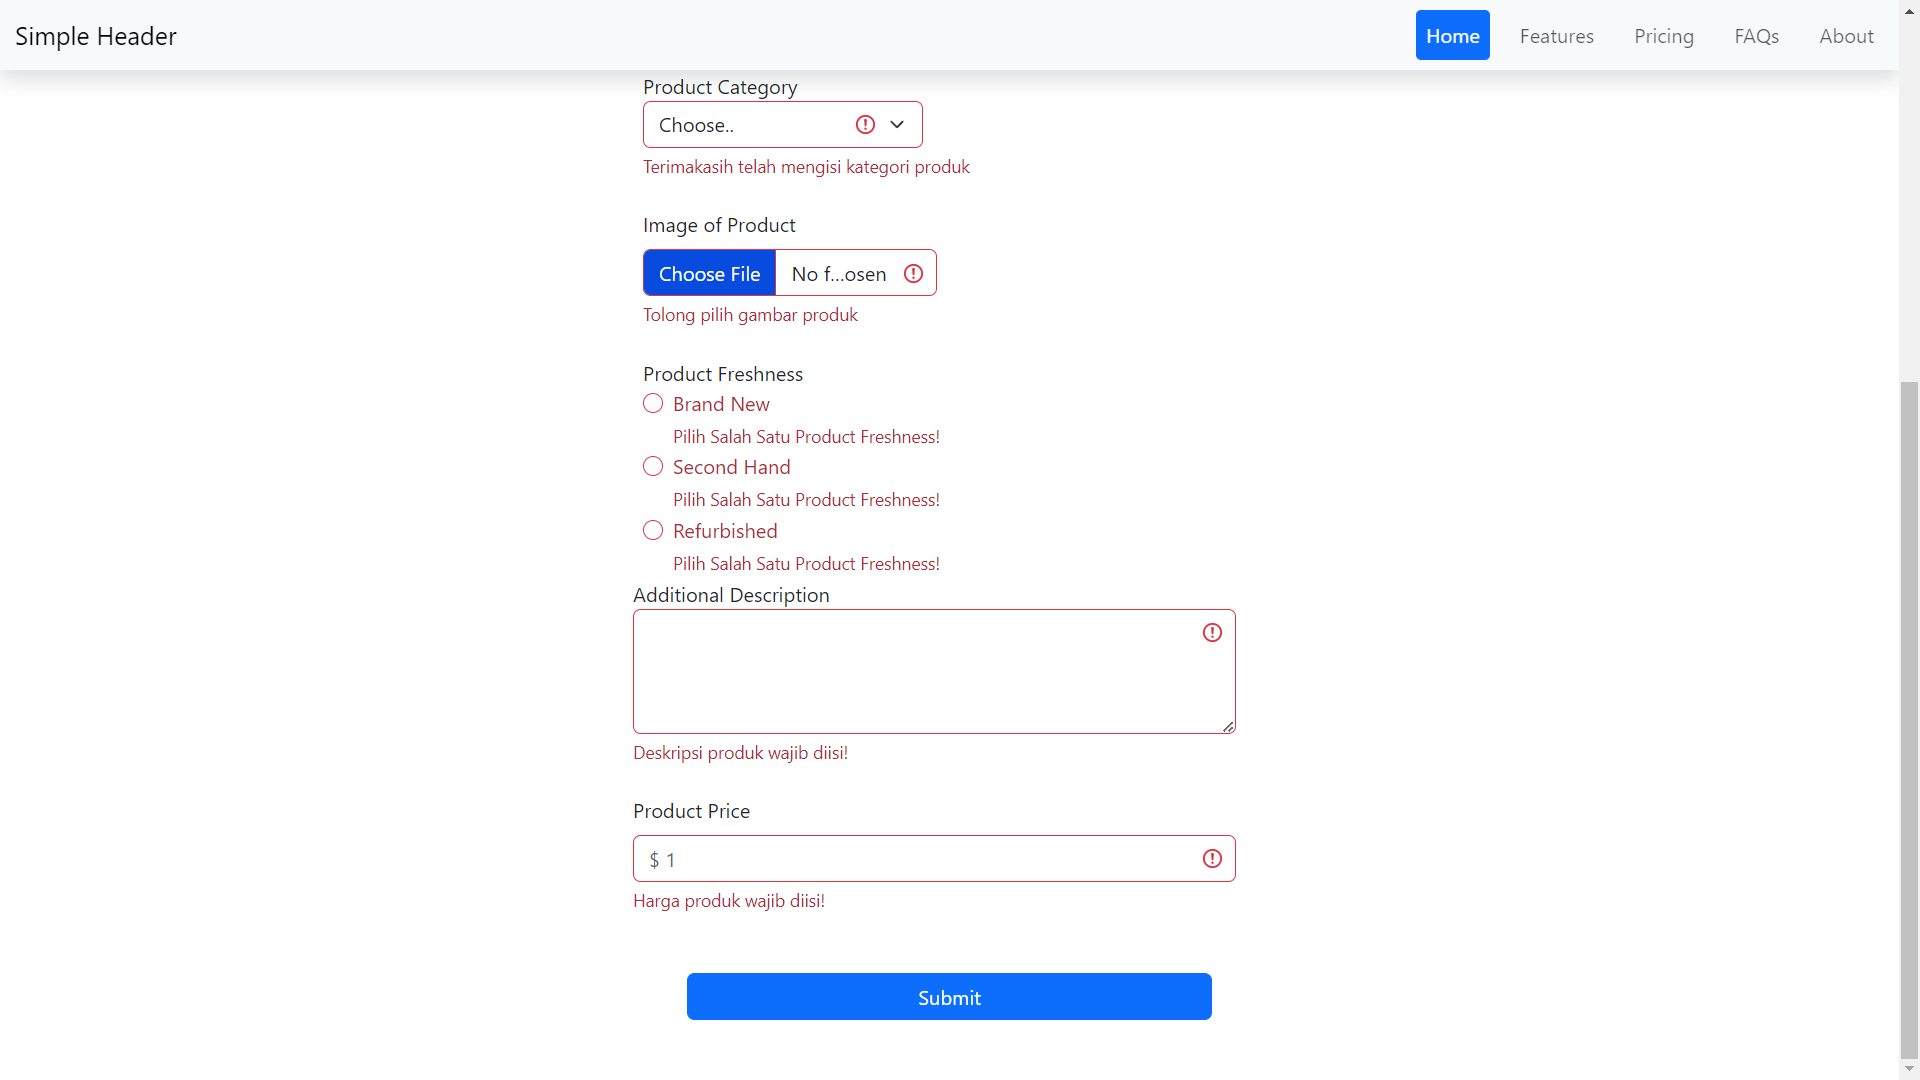 Simple Header
Home
Features
Pricing
FAQs
About
Product Category
Choose..
Terimakasih telah mengisi kategori produk
Image of Product
Choose File No f...osen
Tolong pilih gambar produk
Product Freshness
Brand New
Pilih Salah Satu Product Freshness!
Second Hand
Pilih Salah Satu Product Freshness!
Refurbished
Pilih Salah Satu Product Freshness!
Additional Description
Deskripsi produk wajib diisi!
Product Price
$ 1
Harga produk wajib diisi!
Submit